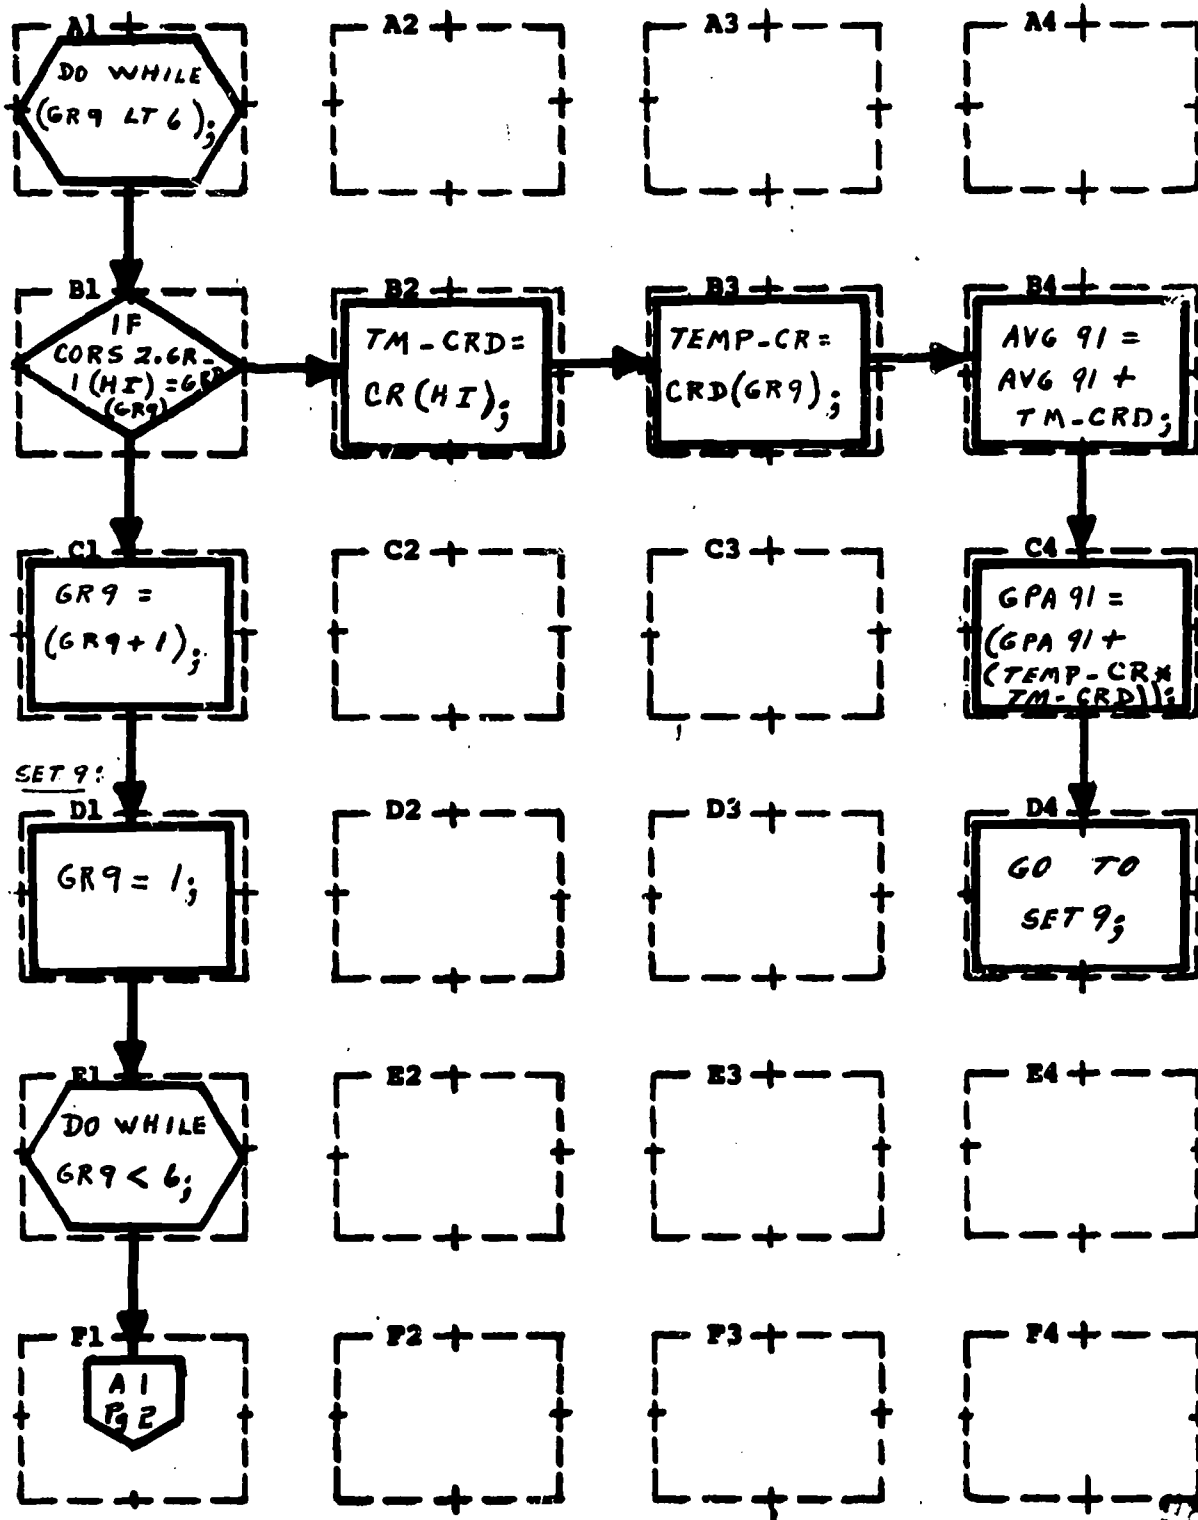 A1
DO WHILE
(GR9 LT 6);
A2
A3
A4
B1
IF
CORS 2.GR-
1 (HI) = GRD
(GR9)
B2
TM-CRD =
CR (HI);
B3
TEMP-CR =
CRD(GR9);
B4
AVG 91 =
AVG 91 +
TM-CRD;
C1
GR9 =
(GR9+1);
C2
C3
C4
GPA 91 =
(GPA 91 +
(TEMP-CR*
TM-CRD));
SET 9:
D1
GR9 = 1;
D2
D3
D4
GO TO
SET 9;
E1
DO WHILE
GR9 < 6;
E2
E3
E4
F1
A 1
Pg 2
F2
F3
F4